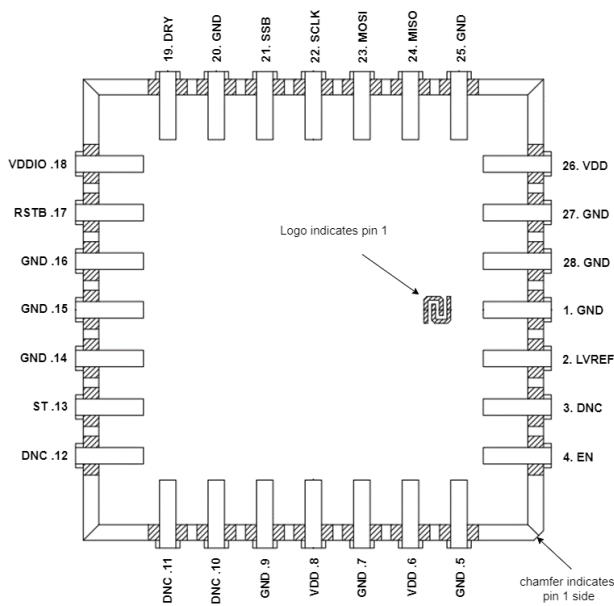 19. DRY
20. GND
21. SSB
22. SCLK
23. MOSI
24. MISO
25. GND
VDDIO .18
RSTB .17
GND .16
GND .15
GND .14
ST .13
DNC .12
Logo indicates pin 1
26. VDD
27. GND
28. GND
1. GND
2. LVREF
3. DNC
4. EN
DNC .11
DNC .10
GND .9
VDD .8
GND .7
VDD .6
GND .5
chamfer indicates
pin 1 side